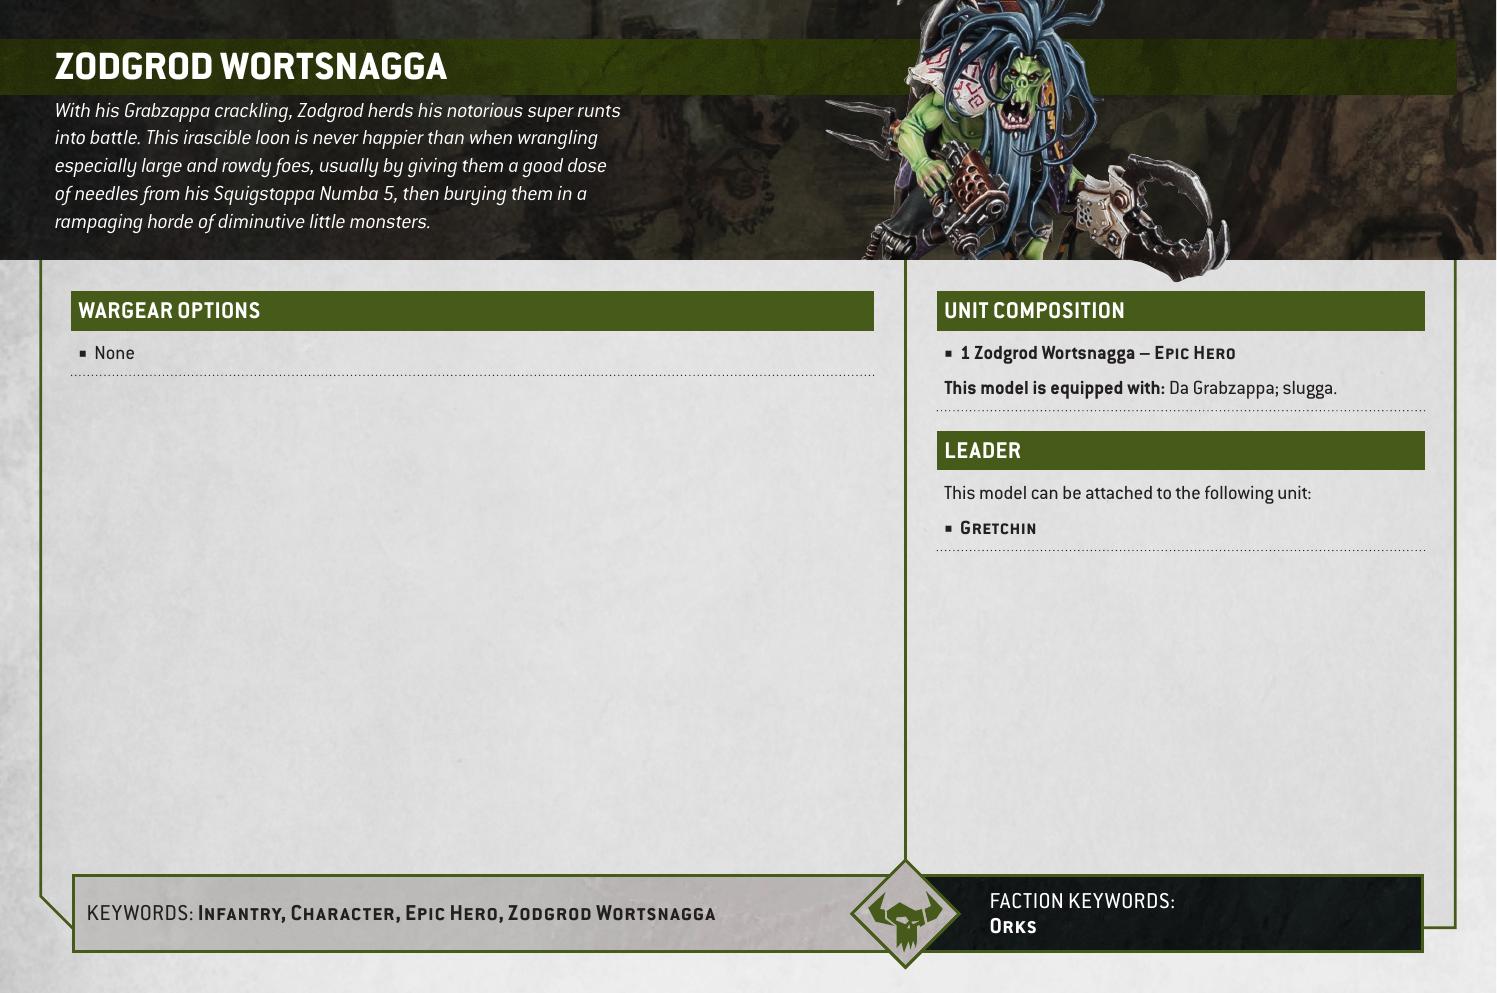 ZODGROD WORTSNAGGA
With his Grabzappa crackling, Zodgrod herds his notorious super runts
into battle. This irascible loon is never happier than when wrangling
especially large and rowdy foes, usually by giving them a good dose
of needles from his Squigstoppa Numba 5, then burying them in a
rampaging horde of diminutive little monsters.
WARGEAR OPTIONS
▪ None
UNIT COMPOSITION
▪ 1 Zodgrod Wortsnagga – EPIC HERO
This model is equipped with: Da Grabzappa; slugga.
LEADER
This model can be attached to the following unit:
▪ GRETCHIN
KEYWORDS: INFANTRY, CHARACTER, EPIC HERO, ZODGROD WORTSNAGGA
FACTION KEYWORDS:
ORKS